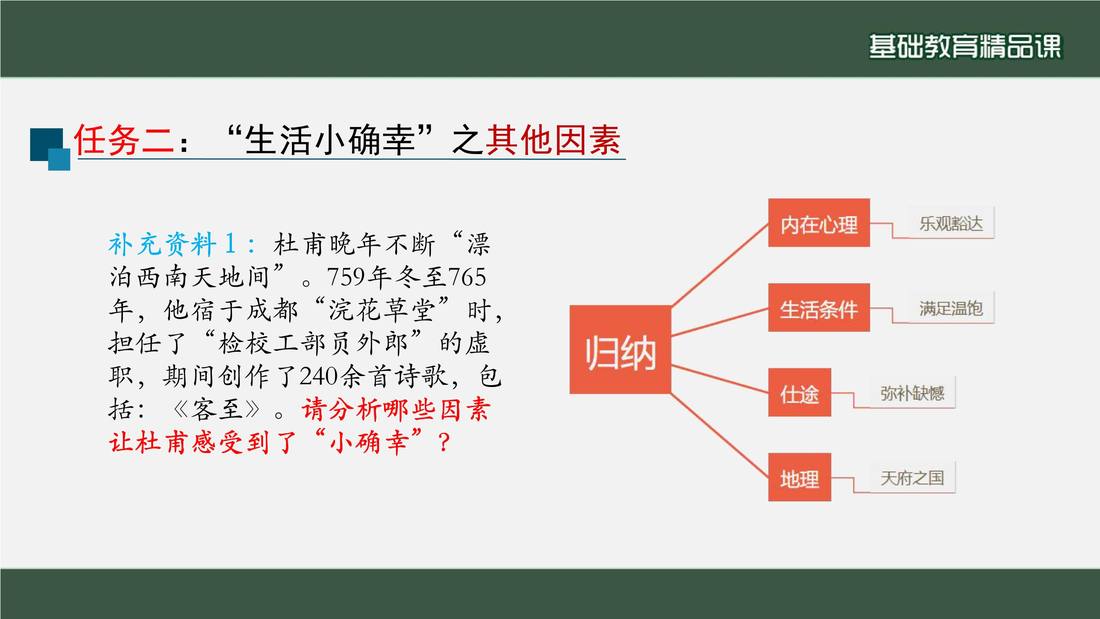 基础教育精品课
任务二：“生活小确幸”之其他因素
补充资料1：杜甫晚年不断“漂
泊西南天地间”。759年冬至765
年，他宿于成都“浣花草堂”时，
担任了“检校工部员外郎”的虚
职，期间创作了240余首诗歌，包
括：《客至》。请分析哪些因素
让杜甫感受到了“小确幸”？
归纳
内在心理
乐观豁达
生活条件
满足温饱
仕途
弥补缺憾
地理
天府之国